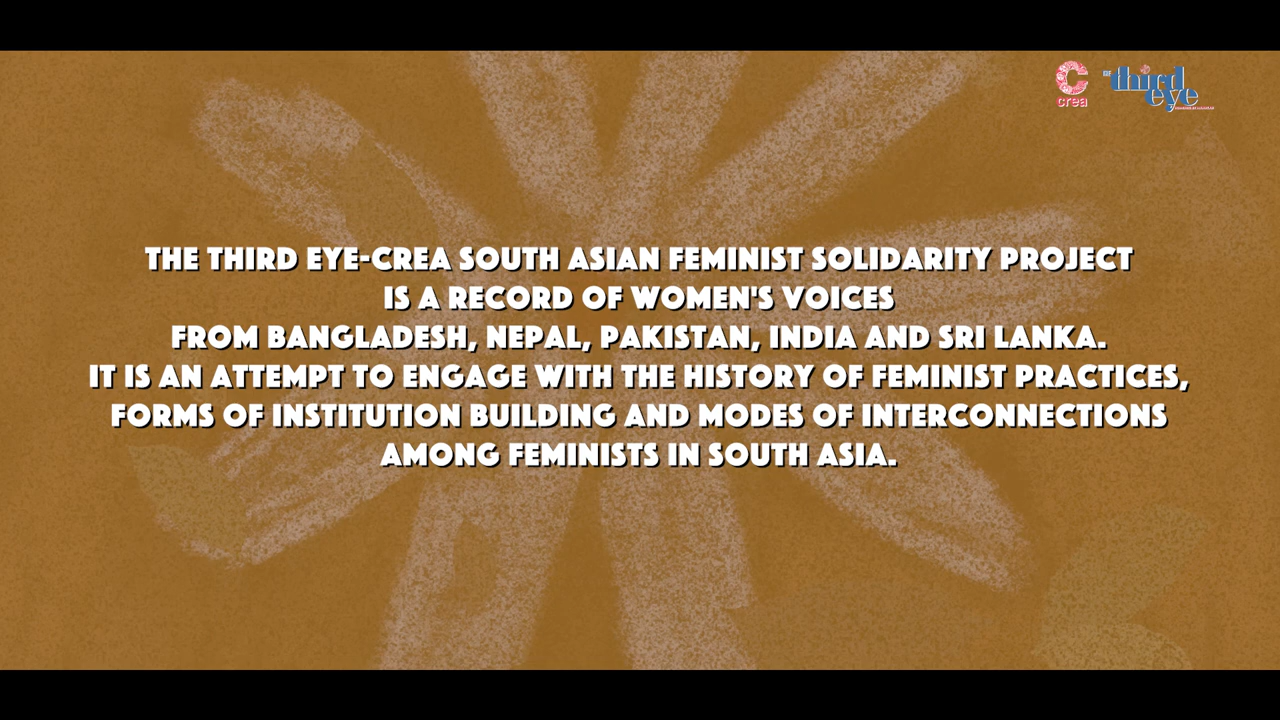 C
crea
THE third eye
THE THIRD EYE-CREA SOUTH ASIAN FEMINIST SOLIDARITY PROJECT
IS A RECORD OF WOMEN'S VOICES
FROM BANGLADESH, NEPAL, PAKISTAN, INDIA AND SRI LANKA.
IT IS AN ATTEMPT TO ENGAGE WITH THE HISTORY OF FEMINIST PRACTICES,
FORMS OF INSTITUTION BUILDING AND MODES OF INTERCONNECTIONS
AMONG FEMINISTS IN SOUTH ASIA.